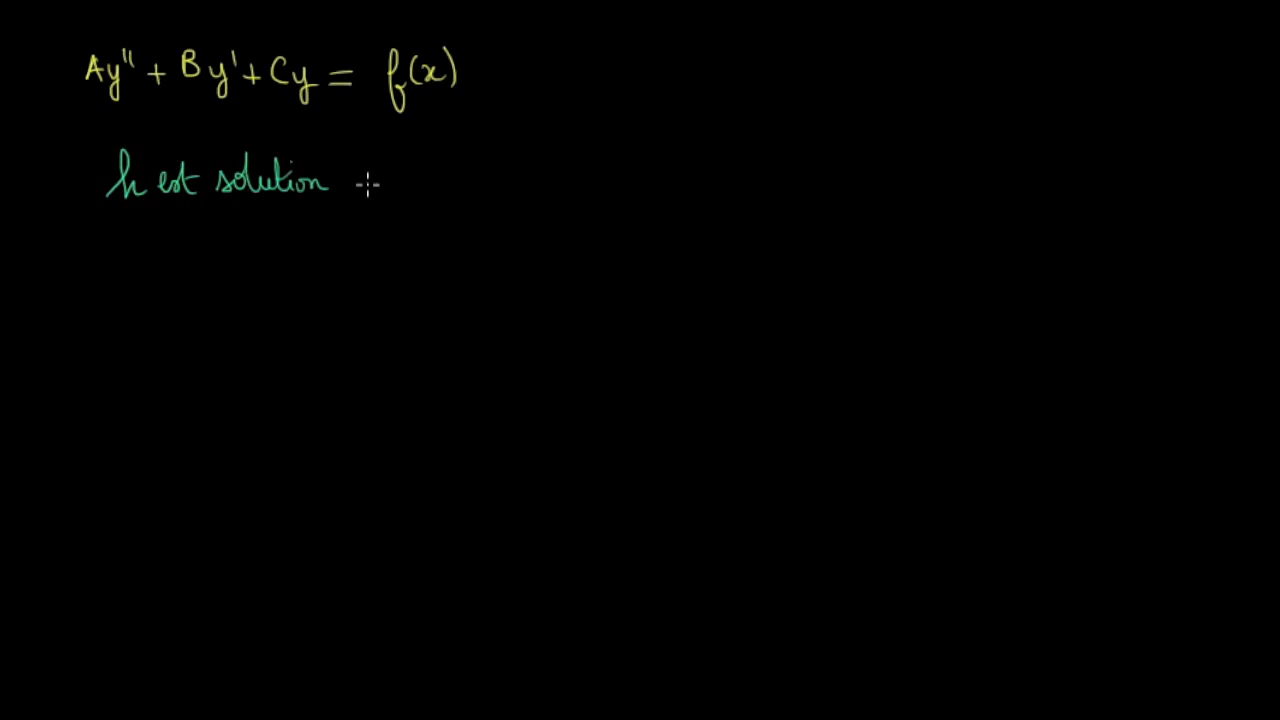 Ay'' + By' + Cy = f(x)
h est solution